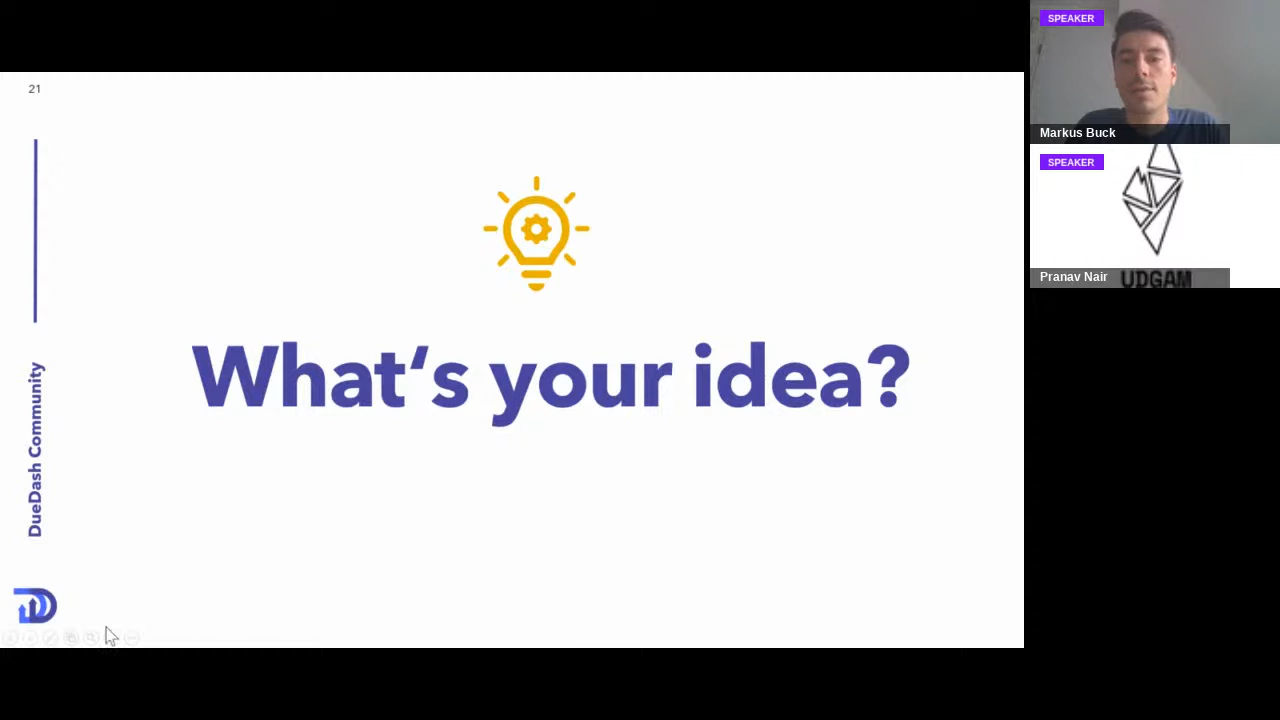 21
What‘s your idea?
DueDash Community
SPEAKER
Markus Buck
SPEAKER
Pranav Nair
UDGAM